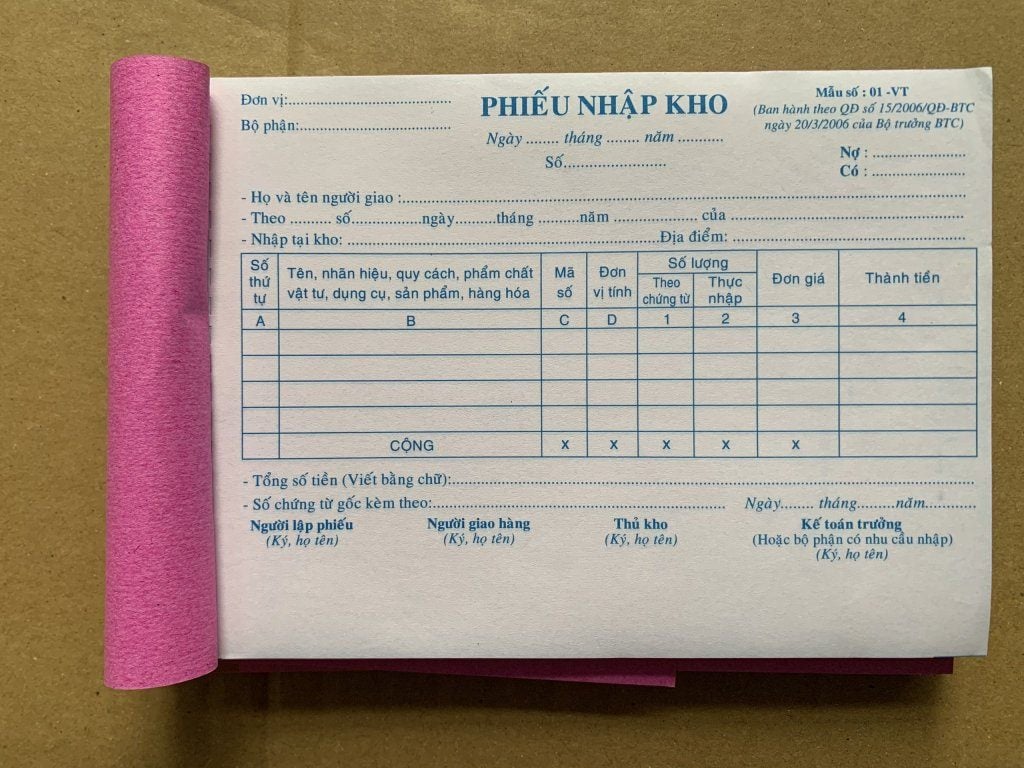 Đơn vị:....................................
Bộ phận:..................................
PHIẾU NHẬP KHO
Ngày ........ tháng ........ năm ...........
Số.........................
Mẫu số : 01 -VT
(Ban hành theo QĐ số 15/2006/QĐ-BTC
ngày 20/3/2006 của Bộ trưởng BTC)
Nợ : ......................
Có : ......................
- Họ và tên người giao :..............................................................
- Theo .......... số.................ngày.........tháng ..........năm ................... của ..............................
- Nhập tại kho: ..............................................................Địa điểm: ..............................
Số thứ tự | Tên, nhãn hiệu, quy cách, phẩm chất vật tư, dụng cụ, sản phẩm, hàng hóa | Mã số | Đơn vị tính | Số lượng | Đơn giá | Thành tiền
Theo chứng từ | Thực nhập
A | B | C | D | 1 | 2 | 3 | 4
CỘNG | x | x | x | x | x
- Tổng số tiền (Viết bằng chữ):..............................................................
- Số chứng từ gốc kèm theo:.............................................................. Ngày........ tháng.........năm...........
Người lập phiếu | Người giao hàng | Thủ kho | Kế toán trưởng
(Ký, họ tên) | (Ký, họ tên) | (Ký, họ tên) | (Hoặc bộ phận có nhu cầu nhập)
(Ký, họ tên)